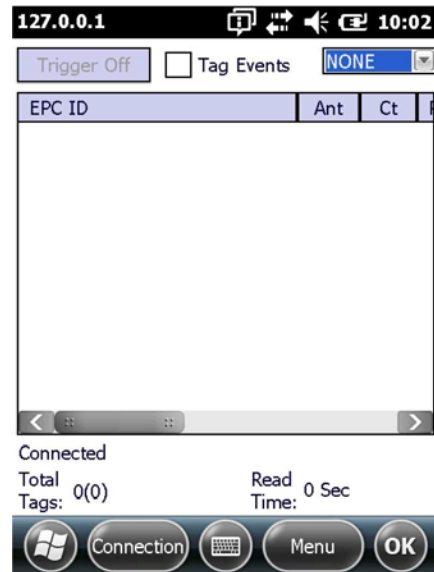 127.0.0.1 10:02
Trigger Off Tag Events NONE
EPC ID Ant Ct
Connected
Total Tags: 0(0) Read Time: 0 Sec
Connection Menu OK